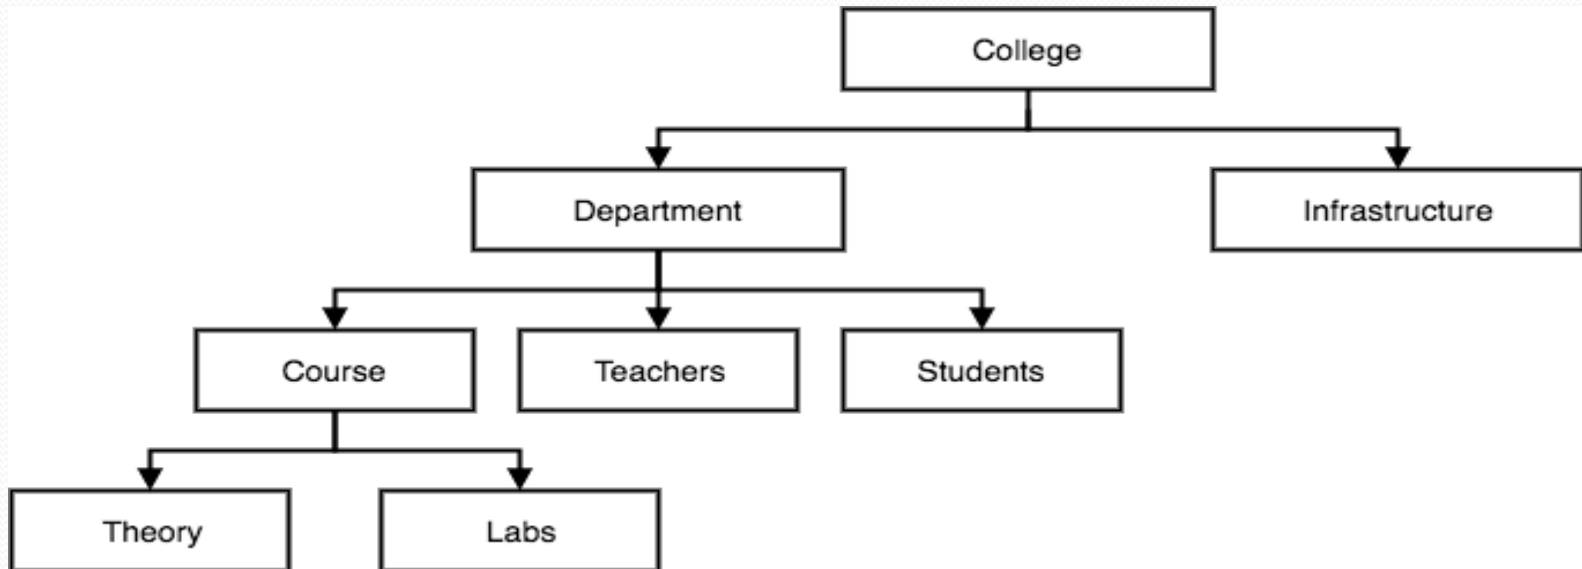 College
Department
Infrastructure
Course
Teachers
Students
Theory
Labs